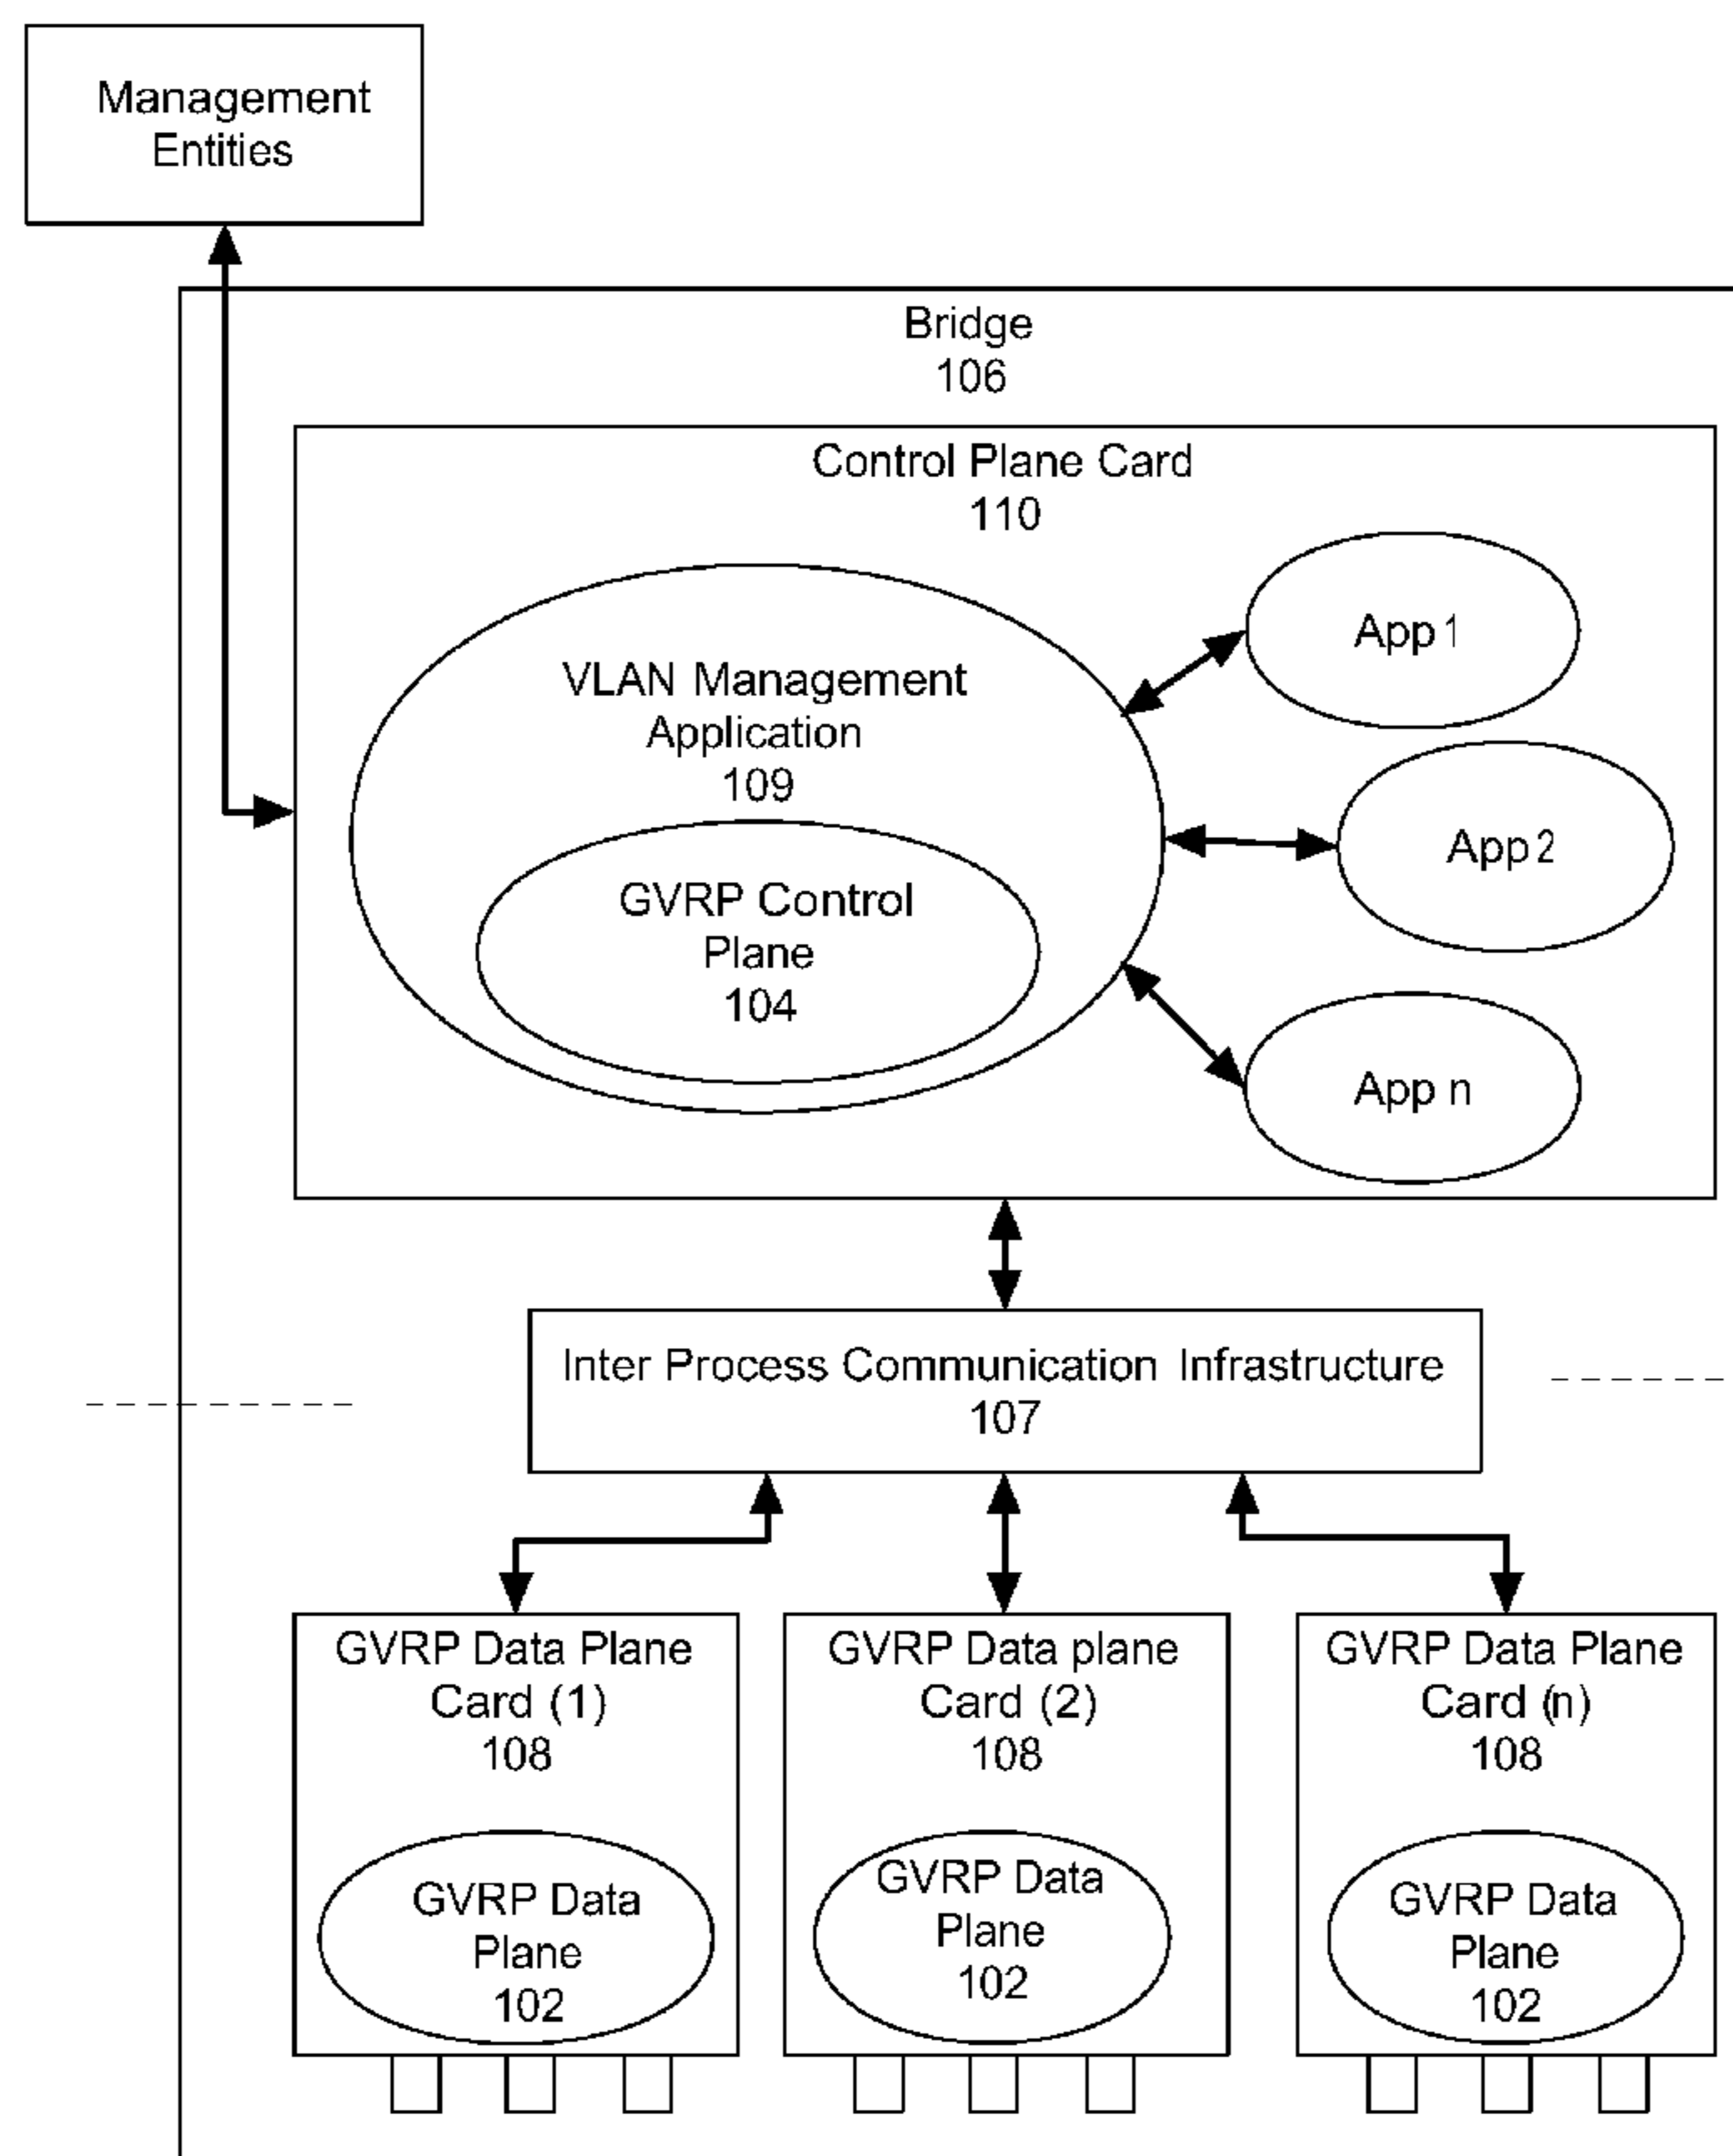 Management
Entities
Bridge
106
Control Plane Card
110
App 1
VLAN Management
Application
109
App 2
GVRP Control
Plane
104
App n
Inter Process Communication Infrastructure
107
GVRP Data Plane
Card (1)
108
GVRP Data
Plane
102
GVRP Data plane
Card (2)
108
GVRP Data
Plane
102
GVRP Data Plane
Card (n)
108
GVRP Data
Plane
102